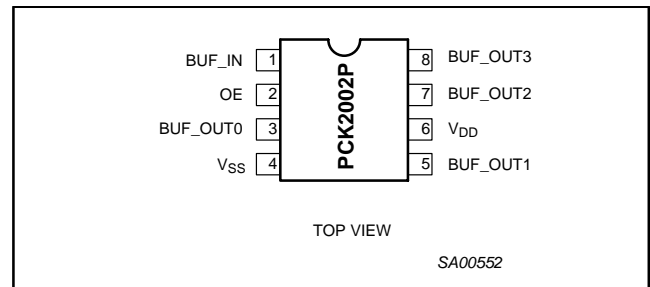 BUF_IN 1 8 BUF_OUT3
OE 2 7 BUF_OUT2
BUF_OUT0 3 6 VDD
VSS 4 5 BUF_OUT1
PCK2002P
TOP VIEW
SA00552